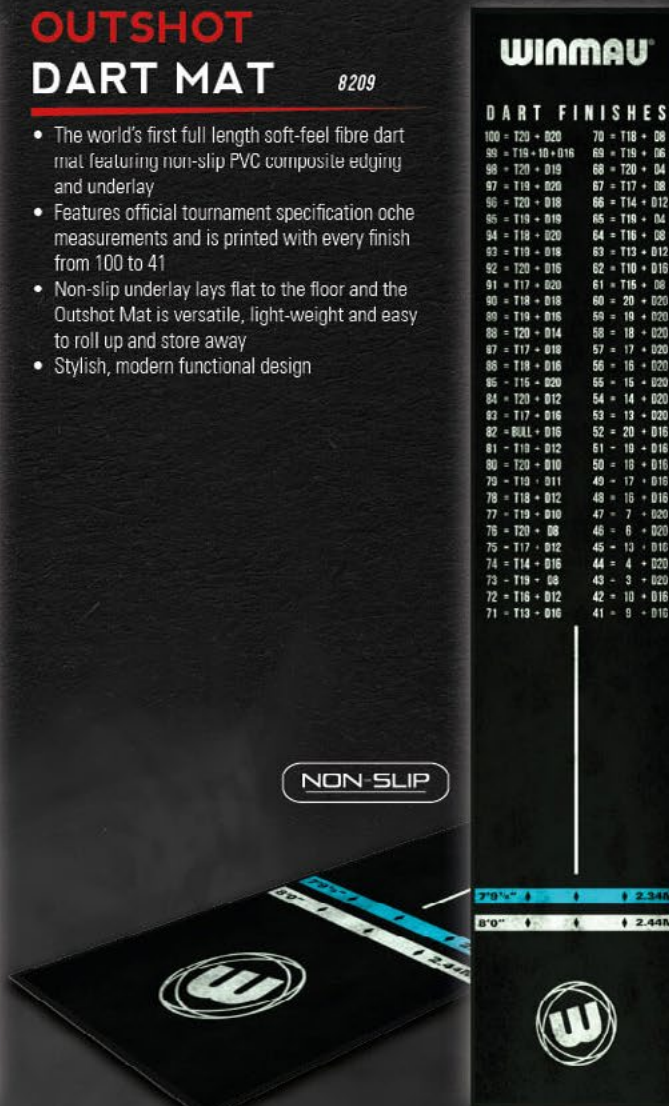 OUTSHOT
DART MAT 8209
• The world's first full length soft-feel fibre dart
mat featuring non-slip PVC composite edging
and underlay
• Features official tournament specification oche
measurements and is printed with every finish
from 100 to 41
• Non-slip underlay lays flat to the floor and the
Outshot Mat is versatile, light-weight and easy
to roll up and store away
• Stylish, modern functional design
NON-SLIP
7'9¼"
8'0"
2.44M
W
WINMAU
DART FINISHES
100 = T20 + D20 70 = T18 + D8
99 = T19 + 10 + D16 69 = T19 + D6
98 = T20 + D19 68 = T20 + D4
97 = T19 + D20 67 = T17 + D8
96 = T20 + D18 66 = T14 + D12
95 = T19 + D19 65 = T19 + D4
94 = T18 + D20 64 = T16 + D8
93 = T19 + D18 63 = T13 + D12
92 = T20 + D16 62 = T10 + D16
91 = T17 + D20 61 = T15 + D8
90 = T18 + D18 60 = 20 + D20
89 = T19 + D16 59 = 19 + D20
88 = T20 + D14 58 = 18 + D20
87 = T17 + D18 57 = 17 + D20
86 = T18 + D16 56 = 16 + D20
85 = T15 + D20 55 = 15 + D20
84 = T20 + D12 54 = 14 + D20
83 = T17 + D16 53 = 13 + D20
82 = BULL + D16 52 = 20 + D16
81 = T19 + D12 51 = 19 + D16
80 = T20 + D10 50 = 18 + D16
79 = T19 + D11 49 = 17 + D16
78 = T18 + D12 48 = 16 + D16
77 = T19 + D10 47 = 7 + D20
76 = T20 + D8 46 = 6 + D20
75 = T17 + D12 45 = 13 + D16
74 = T14 + D16 44 = 4 + D20
73 = T19 + D8 43 = 3 + D20
72 = T16 + D12 42 = 10 + D16
71 = T13 + D16 41 = 9 + D16
7'9¼" 2.34M
8'0" 2.44M
W